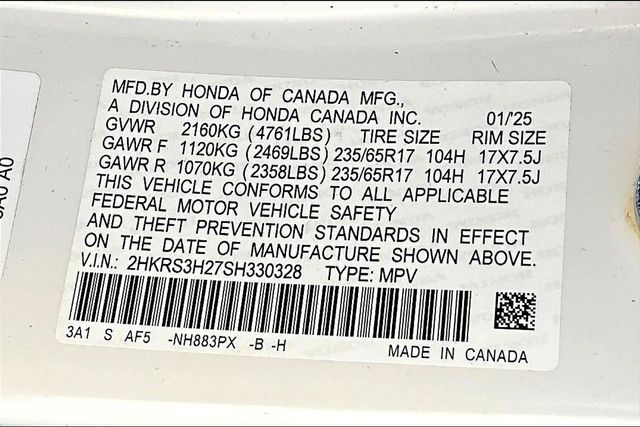 MFD.BY HONDA OF CANADA MFG.,
A DIVISION OF HONDA CANADA INC. 01/'25
GVWR 2160KG (4761LBS) TIRE SIZE RIM SIZE
GAWR F 1120KG (2469LBS) 235/65R17 104H 17X7.5J
GAWR R 1070KG (2358LBS) 235/65R17 104H 17X7.5J
THIS VEHICLE CONFORMS TO ALL APPLICABLE
FEDERAL MOTOR VEHICLE SAFETY
AND THEFT PREVENTION STANDARDS IN EFFECT
ON THE DATE OF MANUFACTURE SHOWN ABOVE.
V.I.N.: 2HKRS3H27SH330328 TYPE: MPV
3A1 S AF5 -NH883PX -B -H MADE IN CANADA